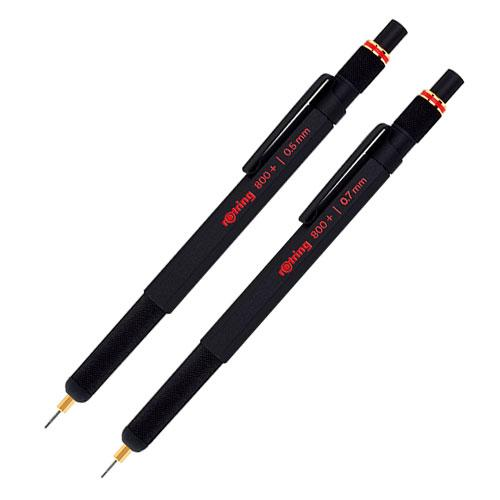 rotring 800+ | 0.5 mm
rotring 800+ | 0.7 mm